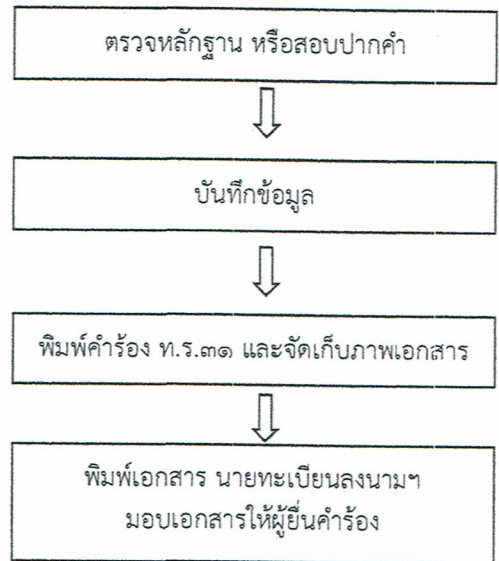 ตรวจหลักฐาน หรือสอบปากคำ
บันทึกข้อมูล
พิมพ์คำร้อง ท.ร.๓๑ และจัดเก็บภาพเอกสาร
พิมพ์เอกสาร นายทะเบียนลงนามฯ
มอบเอกสารให้ผู้ยื่นคำร้อง